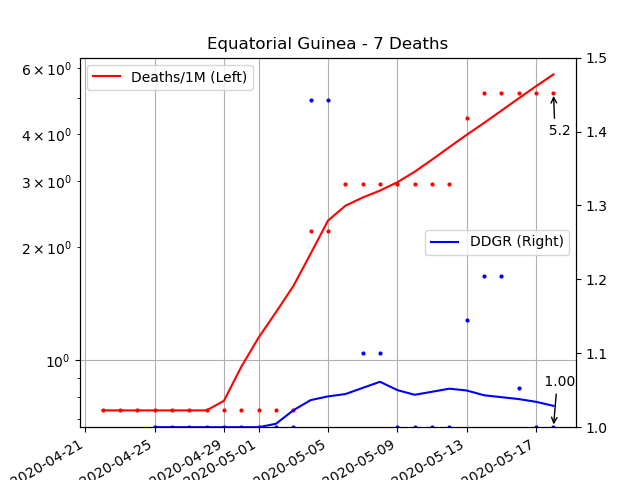 Equatorial Guinea - 7 Deaths
Deaths/1M (Left)
DDGR (Right)
6 × 10⁰
4 × 10⁰
3 × 10⁰
2 × 10⁰
10⁰
1.5
1.4
1.3
1.2
1.1
1.0
5.2
1.00
2020-04-21
2020-04-25
2020-04-29
2020-05-01
2020-05-05
2020-05-09
2020-05-13
2020-05-17